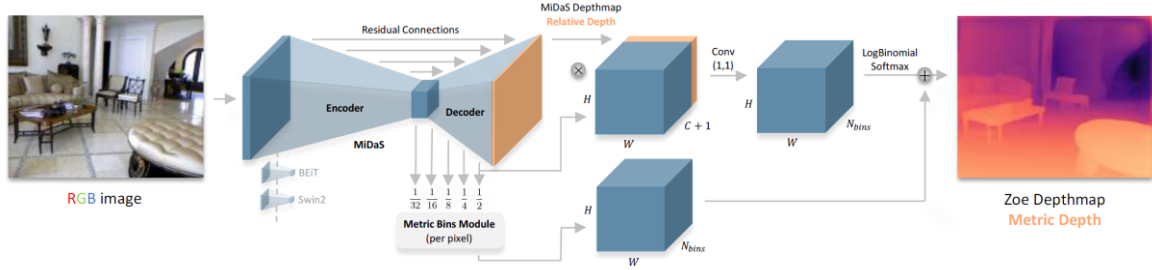 MiDaS Depthmap
Relative Depth
Residual Connections
Conv
(1,1)
LogBinomial
Softmax
Encoder
Decoder
MiDaS
H
W
C + 1
H
W
N_bins
BEiT
Swin2
1/32 1/16 1/8 1/4 1/2
Metric Bins Module
(per pixel)
H
W
N_bins
RGB image
Zoe Depthmap
Metric Depth